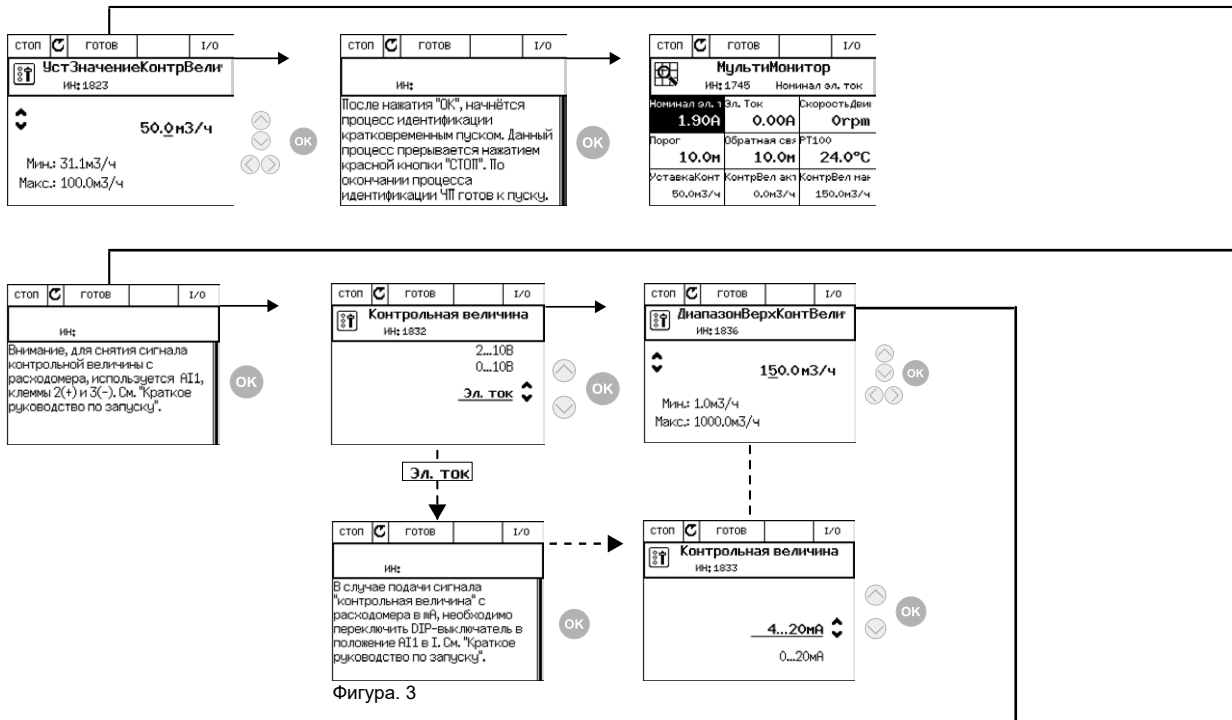 СТОП ГОТОВ I/O
УстЗначениеКонтрВели
ИН: 1823
50.0 м3/ч
Мин.: 31.1м3/ч
Макс.: 100.0м3/ч
OK
СТОП ГОТОВ I/O
ИН:
После нажатия "ОК", начнётся
процесс идентификации
кратковременным пуском. Данный
процесс прерывается нажатием
красной кнопки "СТОП". По
окончании процесса
идентификации ЧП готов к пуску.
OK
СТОП ГОТОВ I/O
МультиМонитор
ИН: 1745 Номинал эл. ток
Номинал эл. т Эл. Ток СкоростьДви
1.90A 0.00A 0rpm
Порог Обратная свя PT100
10.0м 10.0м 24.0°C
УставкаКонт КонтрВел акт КонтрВел мак
50.0м3/ч 0.0м3/ч 150.0м3/ч
СТОП ГОТОВ I/O
ИН:
Внимание, для снятия сигнала
контрольной величины с
расходомера, используется AI1,
клеммы 2(+) и 3(-). См. "Краткое
руководство по запуску".
OK
СТОП ГОТОВ I/O
Контрольная величина
ИН: 1832
2...10В
0...10В
Эл. ток
OK
СТОП ГОТОВ I/O
ДиапазонВерхКонтВели
ИН: 1836
150.0 м3/ч
Мин.: 1.0м3/ч
Макс.: 1000.0м3/ч
OK
Эл. ток
СТОП ГОТОВ I/O
ИН:
В случае подачи сигнала
"контрольная величина" с
расходомера в mA, необходимо
переключить DIP-выключатель в
положение AI1 в I. См. "Краткое
руководство по запуску".
OK
СТОП ГОТОВ I/O
Контрольная величина
ИН: 1833
4...20мА
0...20мА
OK
Фигура. 3